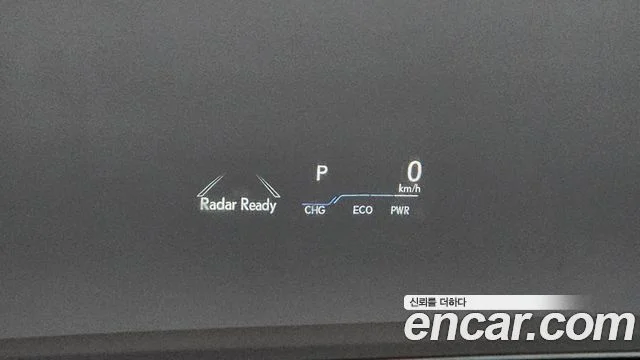 P
0
km/h
Radar Ready
CHG ECO PWR
신뢰를 더하다
encar.com